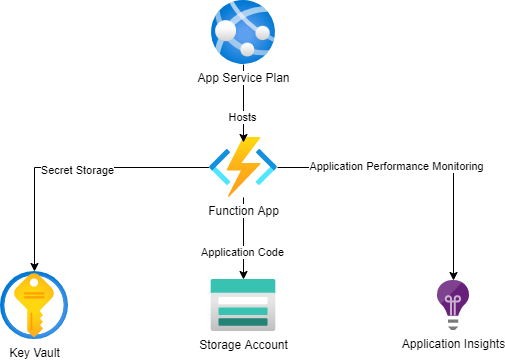 App Service Plan
Hosts
Secret Storage
Application Performance Monitoring
Function App
Application Code
Key Vault
Storage Account
Application Insights